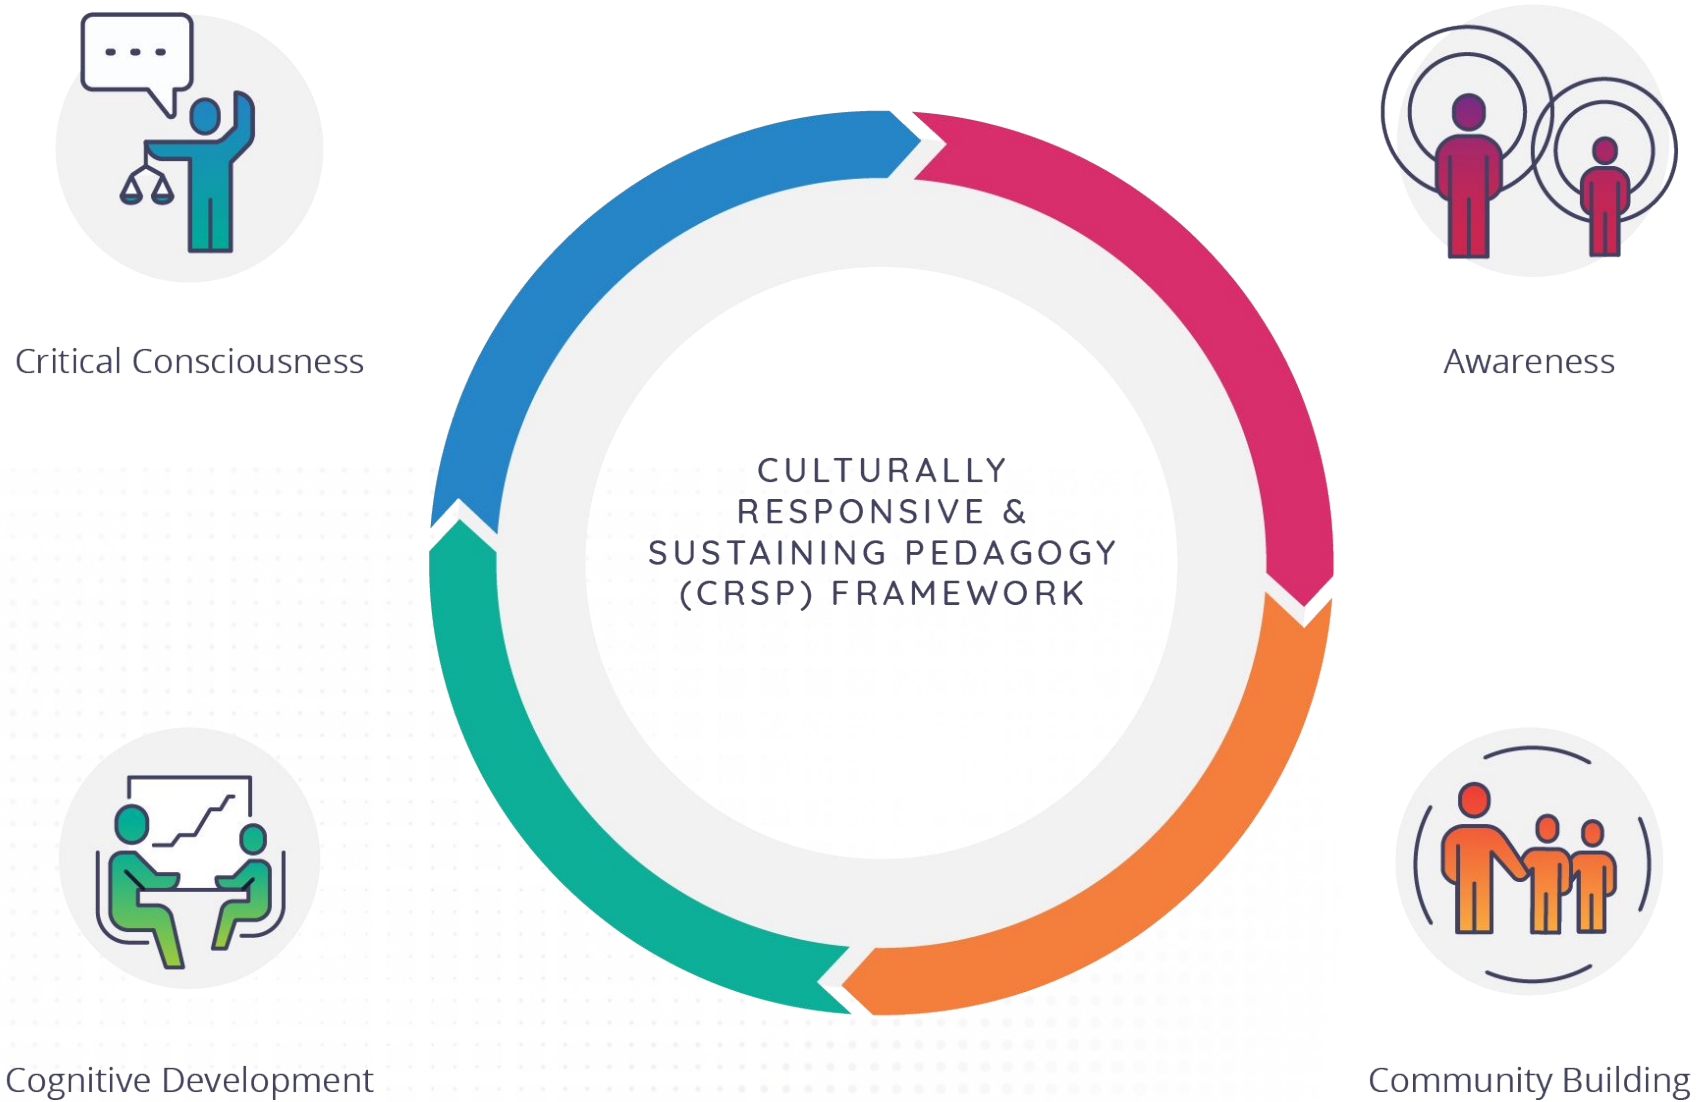 Critical Consciousness
Awareness
CULTURALLY
RESPONSIVE &
SUSTAINING PEDAGOGY
(CRSP) FRAMEWORK
Cognitive Development
Community Building